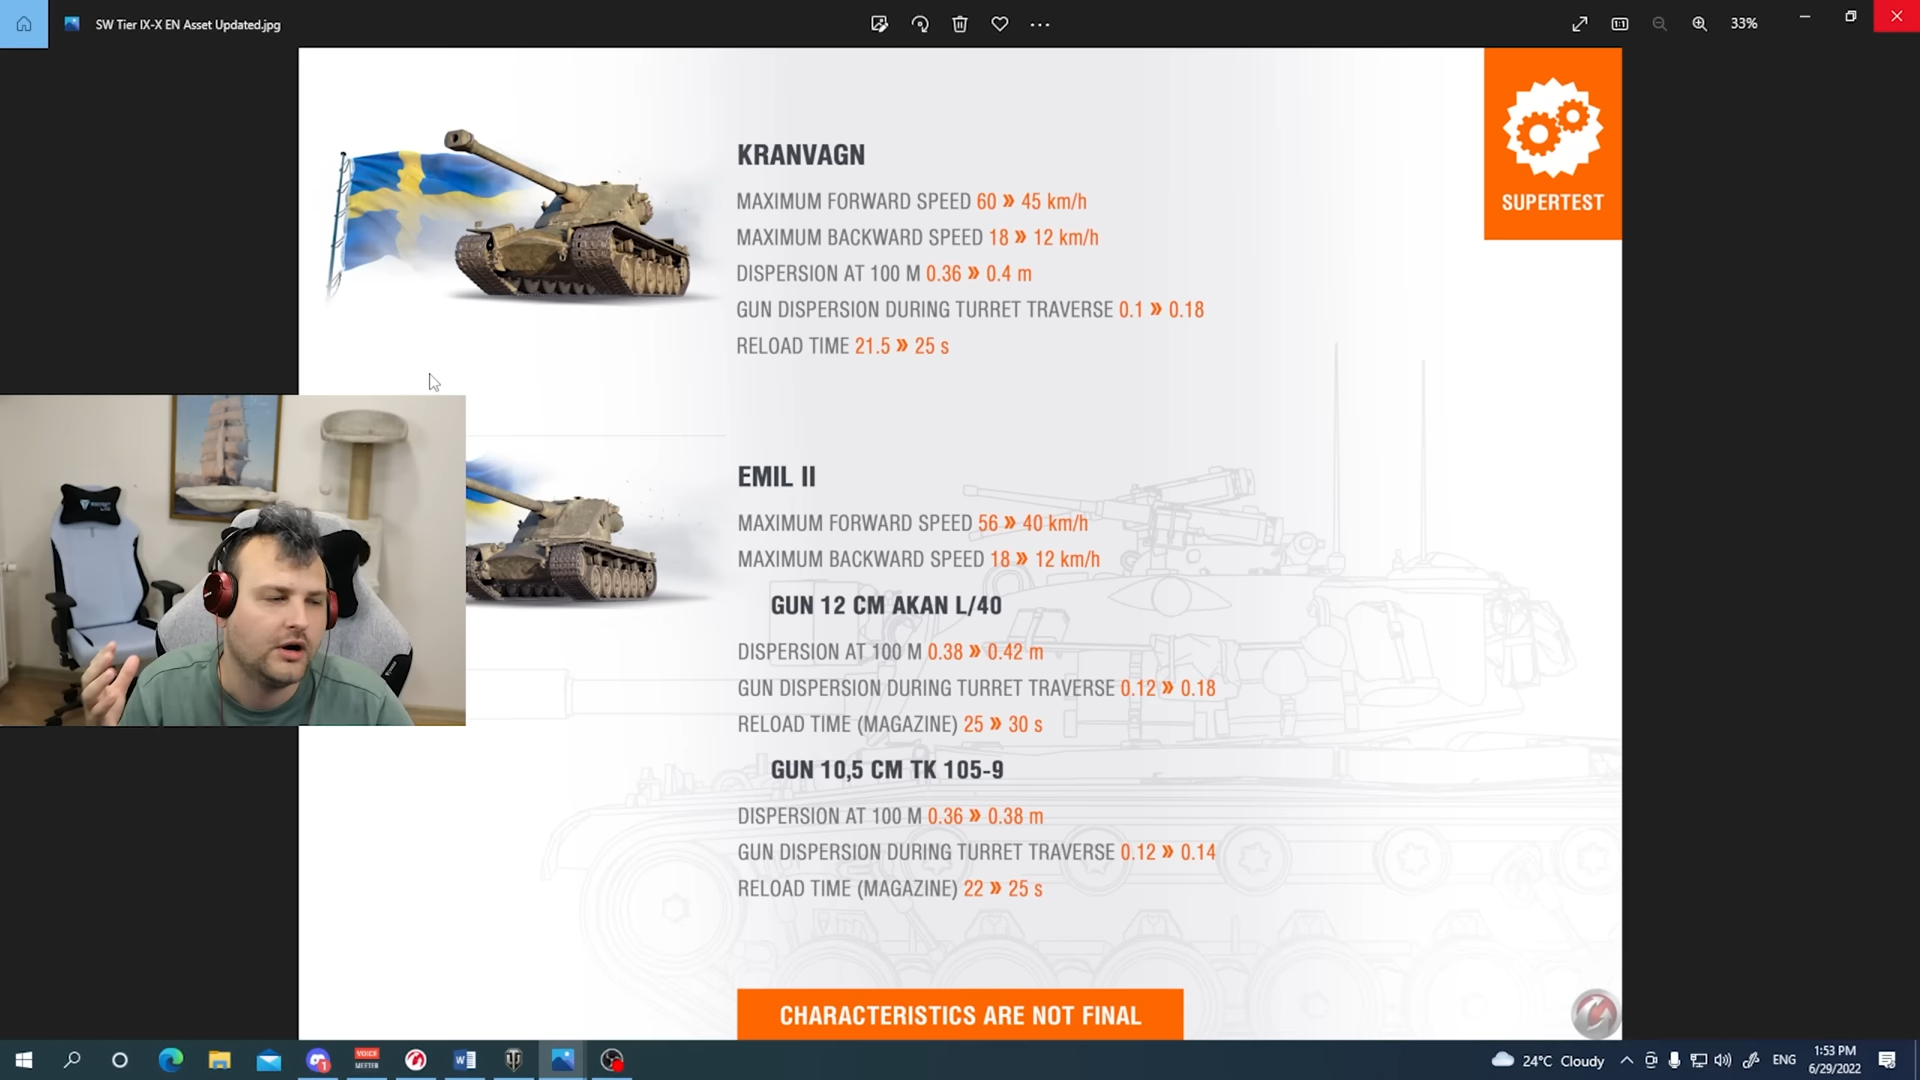 SW Tier IX-X EN Asset Updated.jpg
33%
SUPERTEST
KRANVAGN
MAXIMUM FORWARD SPEED 60 » 45 km/h
MAXIMUM BACKWARD SPEED 18 » 12 km/h
DISPERSION AT 100 M 0.36 » 0.4 m
GUN DISPERSION DURING TURRET TRAVERSE 0.1 » 0.18
RELOAD TIME 21.5 » 25 s
EMIL II
MAXIMUM FORWARD SPEED 56 » 40 km/h
MAXIMUM BACKWARD SPEED 18 » 12 km/h
GUN 12 CM AKAN L/40
DISPERSION AT 100 M 0.38 » 0.42 m
GUN DISPERSION DURING TURRET TRAVERSE 0.12 » 0.18
RELOAD TIME (MAGAZINE) 25 » 30 s
GUN 10,5 CM TK 105-9
DISPERSION AT 100 M 0.36 » 0.38 m
GUN DISPERSION DURING TURRET TRAVERSE 0.12 » 0.14
RELOAD TIME (MAGAZINE) 22 » 25 s
CHARACTERISTICS ARE NOT FINAL
VOICE
MEETER
24°C Cloudy
ENG
1:53 PM
6/29/2022